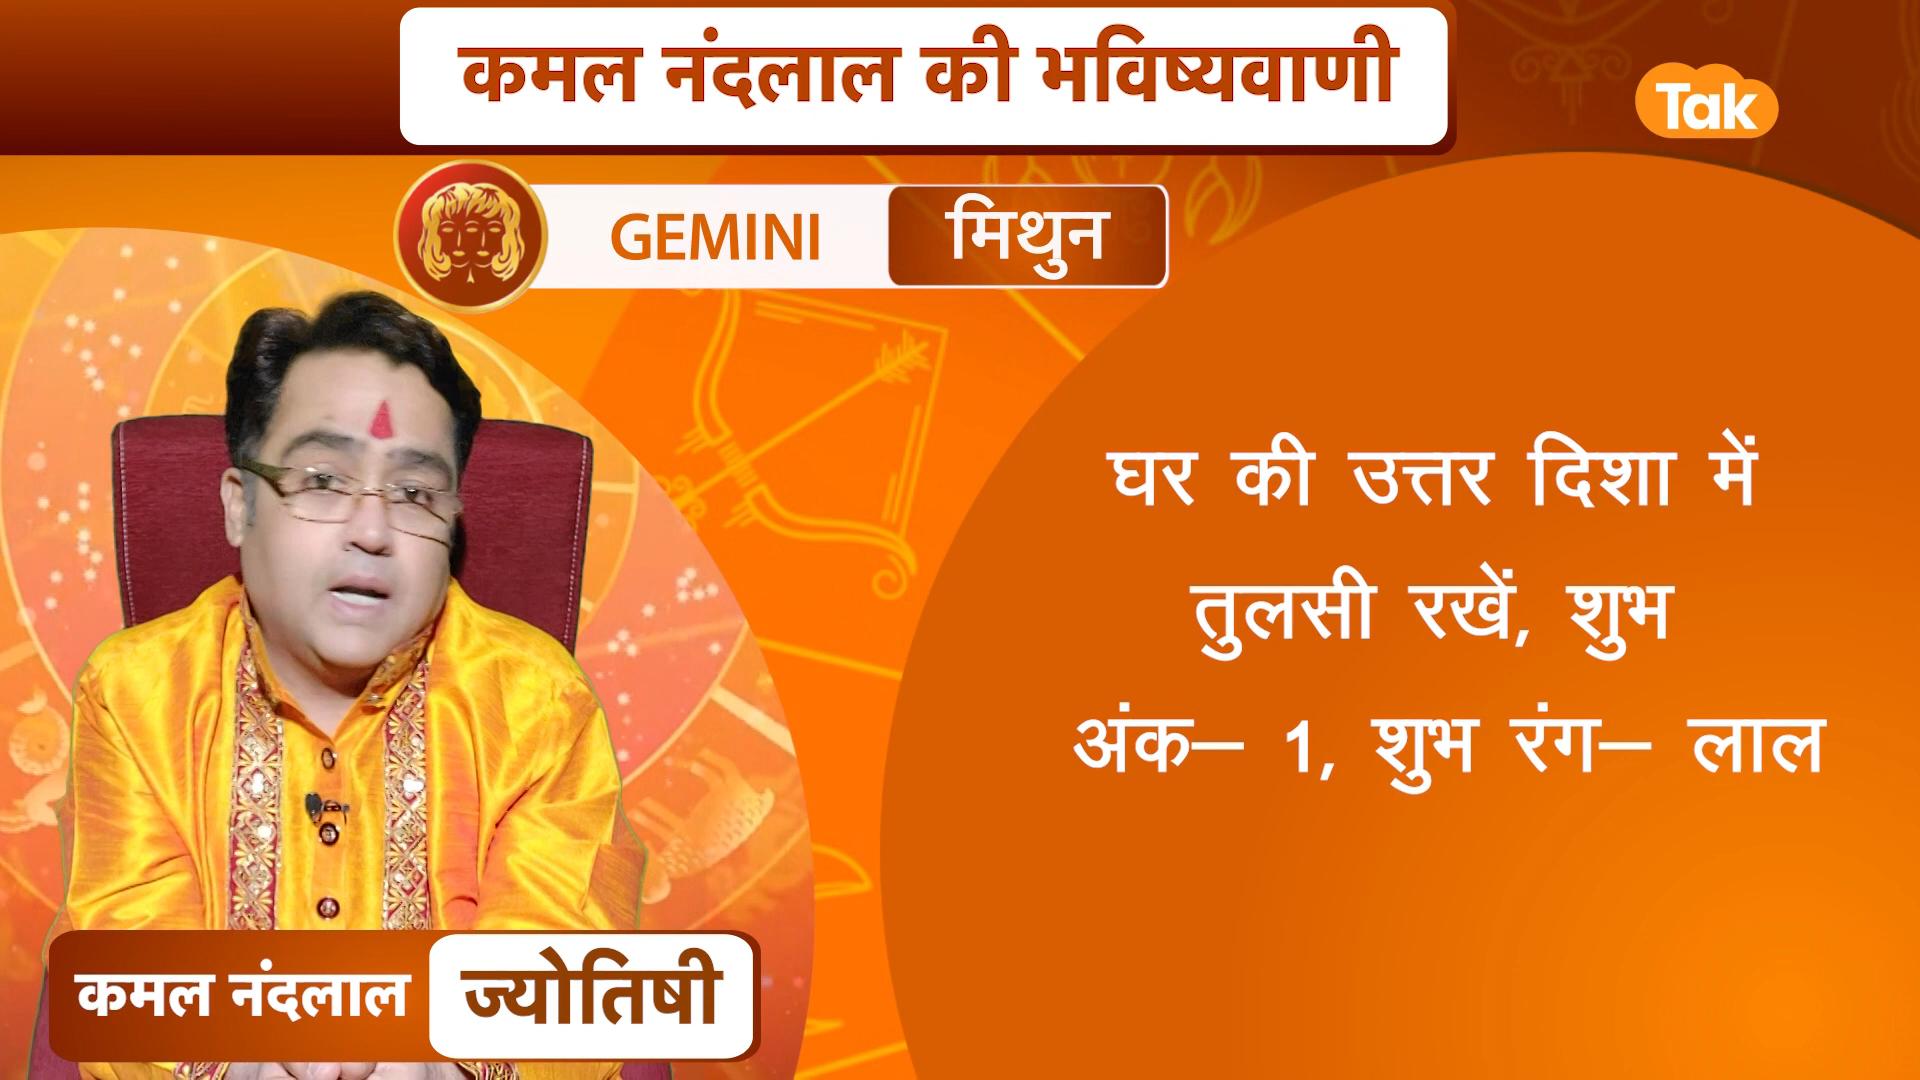 कमल नंदलाल की भविष्यवाणी
Tak
GEMINI मिथुन
घर की उत्तर दिशा में
तुलसी रखें, शुभ
अंक– 1, शुभ रंग– लाल
कमल नंदलाल ज्योतिषी